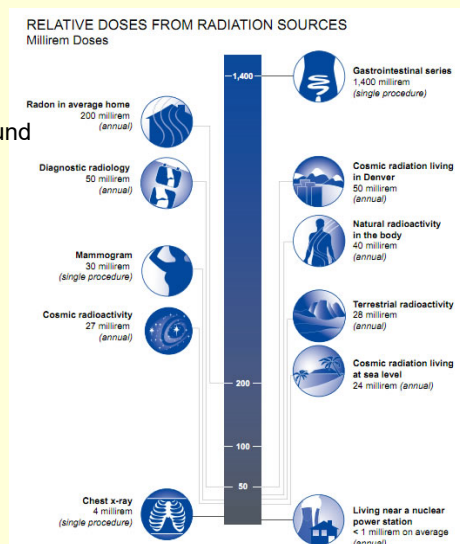 RELATIVE DOSES FROM RADIATION SOURCES
Millirem Doses
und
Radon in average home
200 millirem
(annual)
Diagnostic radiology
50 millirem
(annual)
Mammogram
30 millirem
(single procedure)
Cosmic radioactivity
27 millirem
(annual)
Chest x-ray
4 millirem
(single procedure)
1,400
200
100
50
Gastrointestinal series
1,400 millirem
(single procedure)
Cosmic radiation living
in Denver
50 millirem
(annual)
Natural radioactivity
in the body
40 millirem
(annual)
Terrestrial radioactivity
28 millirem
(annual)
Cosmic radiation living
at sea level
24 millirem (annual)
Living near a nuclear
power station
< 1 millirem on average
(annual)